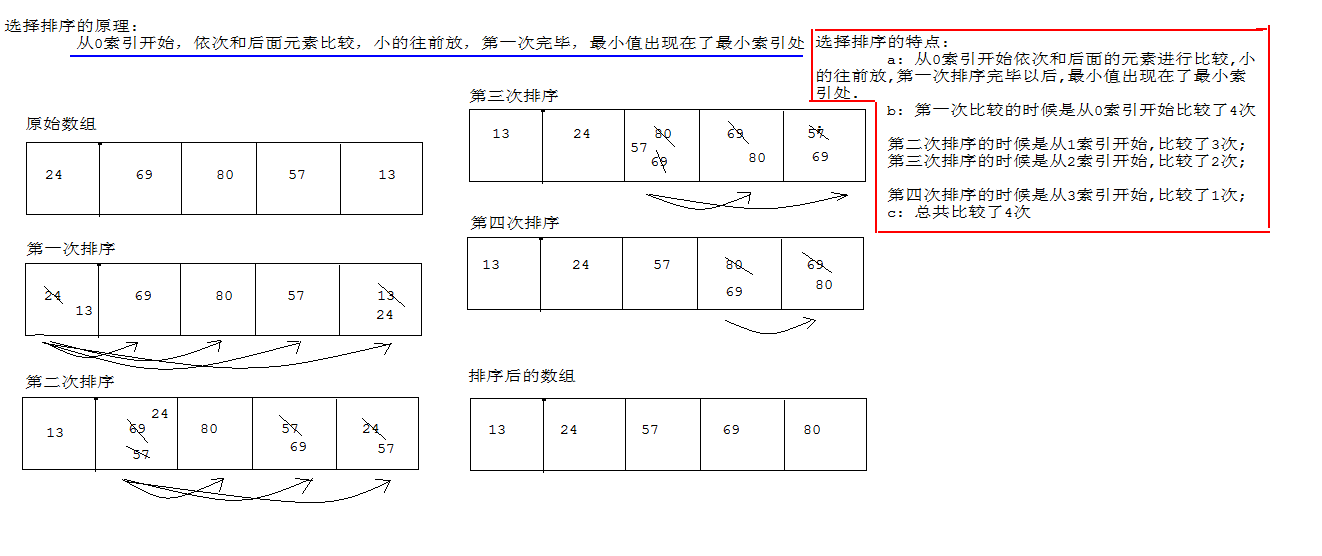 选择排序的原理:
从0索引开始, 依次和后面元素比较, 小的往前放, 第一次完毕, 最小值出现在了最小索引处
原始数组
24 69 80 57 13
第一次排序
24 69 80 57 13
13 24
第二次排序
24
13 69 80 57 24
57 69 57
第三次排序
13 24 80 69 57
57 69 80 69
第四次排序
13 24 57 80 69
69 80
排序后的数组
13 24 57 69 80
选择排序的特点:
a: 从0索引开始依次和后面的元素进行比较,小
的往前放,第一次排序完毕以后,最小值出现在了最小索
引处.
b: 第一次比较的时候是从0索引开始比较了4次
第二次排序的时候是从1索引开始,比较了3次;
第三次排序的时候是从2索引开始,比较了2次;
第四次排序的时候是从3索引开始,比较了1次;
c: 总共比较了4次